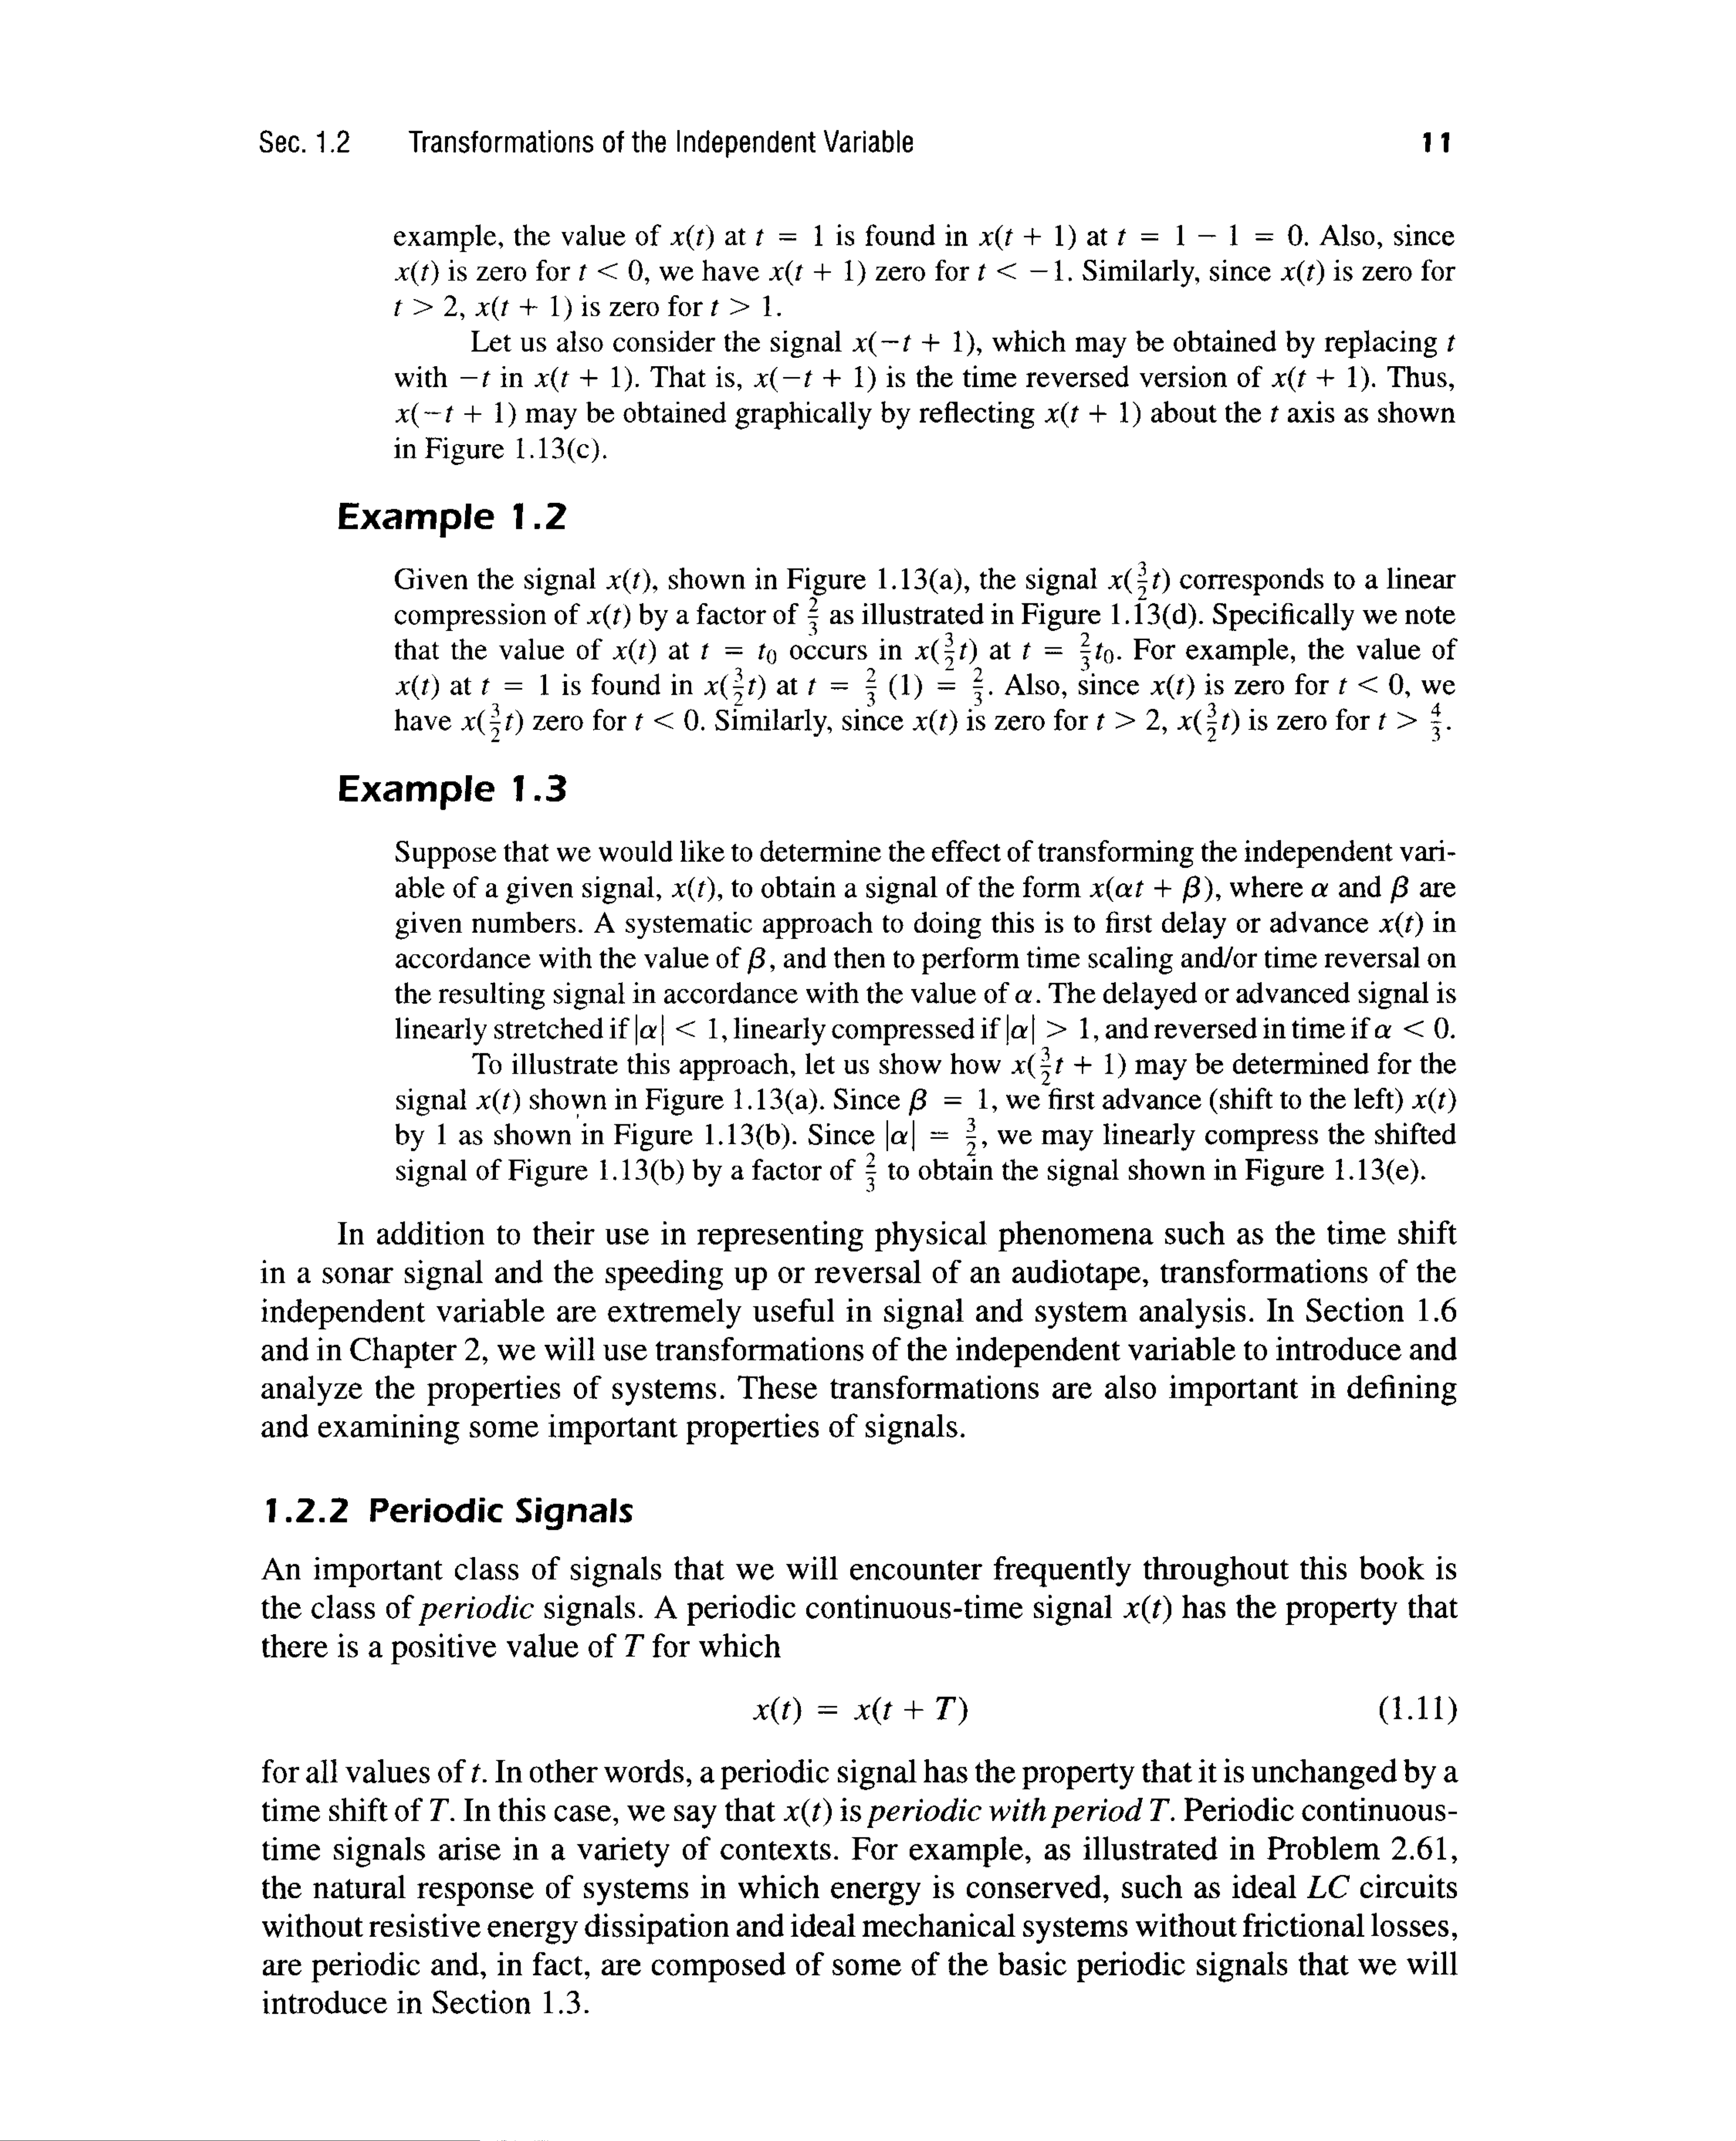 Sec. 1.2 Transformations of the Independent Variable 11
example, the value of x(t) at t = 1 is found in x(t + 1) at t = 1 − 1 = 0. Also, since
x(t) is zero for t < 0, we have x(t + 1) zero for t < −1. Similarly, since x(t) is zero for
t > 2, x(t + 1) is zero for t > 1.
Let us also consider the signal x(−t + 1), which may be obtained by replacing t
with −t in x(t + 1). That is, x(−t + 1) is the time reversed version of x(t + 1). Thus,
x(−t + 1) may be obtained graphically by reflecting x(t + 1) about the t axis as shown
in Figure 1.13(c).
Example 1.2
Given the signal x(t), shown in Figure 1.13(a), the signal x(3/2 t) corresponds to a linear
compression of x(t) by a factor of 2/3 as illustrated in Figure 1.13(d). Specifically we note
that the value of x(t) at t = t₀ occurs in x(3/2 t) at t = 2/3 t₀. For example, the value of
x(t) at t = 1 is found in x(3/2 t) at t = 2/3 (1) = 2/3. Also, since x(t) is zero for t < 0, we
have x(3/2 t) zero for t < 0. Similarly, since x(t) is zero for t > 2, x(3/2 t) is zero for t > 4/3.
Example 1.3
Suppose that we would like to determine the effect of transforming the independent vari-
able of a given signal, x(t), to obtain a signal of the form x(αt + β), where α and β are
given numbers. A systematic approach to doing this is to first delay or advance x(t) in
accordance with the value of β, and then to perform time scaling and/or time reversal on
the resulting signal in accordance with the value of α. The delayed or advanced signal is
linearly stretched if |α| < 1, linearly compressed if |α| > 1, and reversed in time if α < 0.
To illustrate this approach, let us show how x(3/2 t + 1) may be determined for the
signal x(t) shown in Figure 1.13(a). Since β = 1, we first advance (shift to the left) x(t)
by 1 as shown in Figure 1.13(b). Since |α| = 3/2, we may linearly compress the shifted
signal of Figure 1.13(b) by a factor of 2/3 to obtain the signal shown in Figure 1.13(e).
In addition to their use in representing physical phenomena such as the time shift
in a sonar signal and the speeding up or reversal of an audiotape, transformations of the
independent variable are extremely useful in signal and system analysis. In Section 1.6
and in Chapter 2, we will use transformations of the independent variable to introduce and
analyze the properties of systems. These transformations are also important in defining
and examining some important properties of signals.
1.2.2 Periodic Signals
An important class of signals that we will encounter frequently throughout this book is
the class of periodic signals. A periodic continuous-time signal x(t) has the property that
there is a positive value of T for which
x(t) = x(t + T) (1.11)
for all values of t. In other words, a periodic signal has the property that it is unchanged by a
time shift of T. In this case, we say that x(t) is periodic with period T. Periodic continuous-
time signals arise in a variety of contexts. For example, as illustrated in Problem 2.61,
the natural response of systems in which energy is conserved, such as ideal LC circuits
without resistive energy dissipation and ideal mechanical systems without frictional losses,
are periodic and, in fact, are composed of some of the basic periodic signals that we will
introduce in Section 1.3.